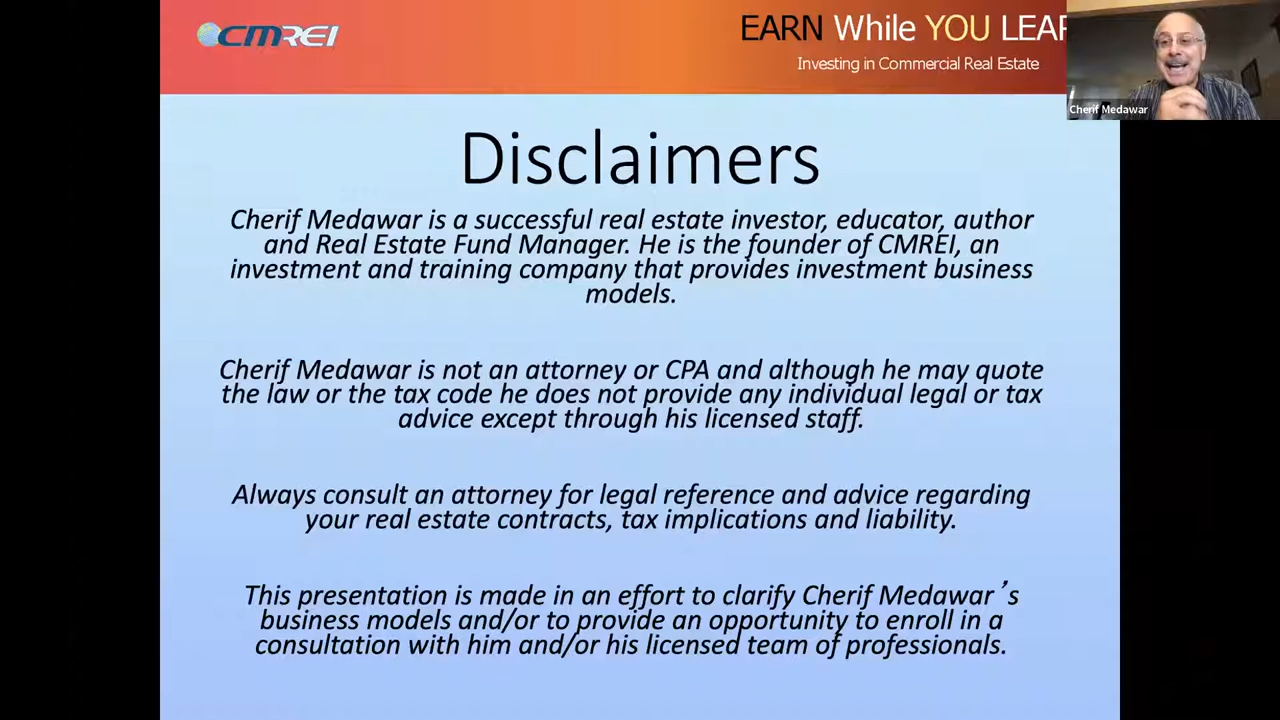 CMREI
EARN While YOU LEAR
Investing in Commercial Real Estate
Cherif Medawar
Disclaimers
Cherif Medawar is a successful real estate investor, educator, author
and Real Estate Fund Manager. He is the founder of CMREI, an
investment and training company that provides investment business
models.
Cherif Medawar is not an attorney or CPA and although he may quote
the law or the tax code he does not provide any individual legal or tax
advice except through his licensed staff.
Always consult an attorney for legal reference and advice regarding
your real estate contracts, tax implications and liability.
This presentation is made in an effort to clarify Cherif Medawar’s
business models and/or to provide an opportunity to enroll in a
consultation with him and/or his licensed team of professionals.